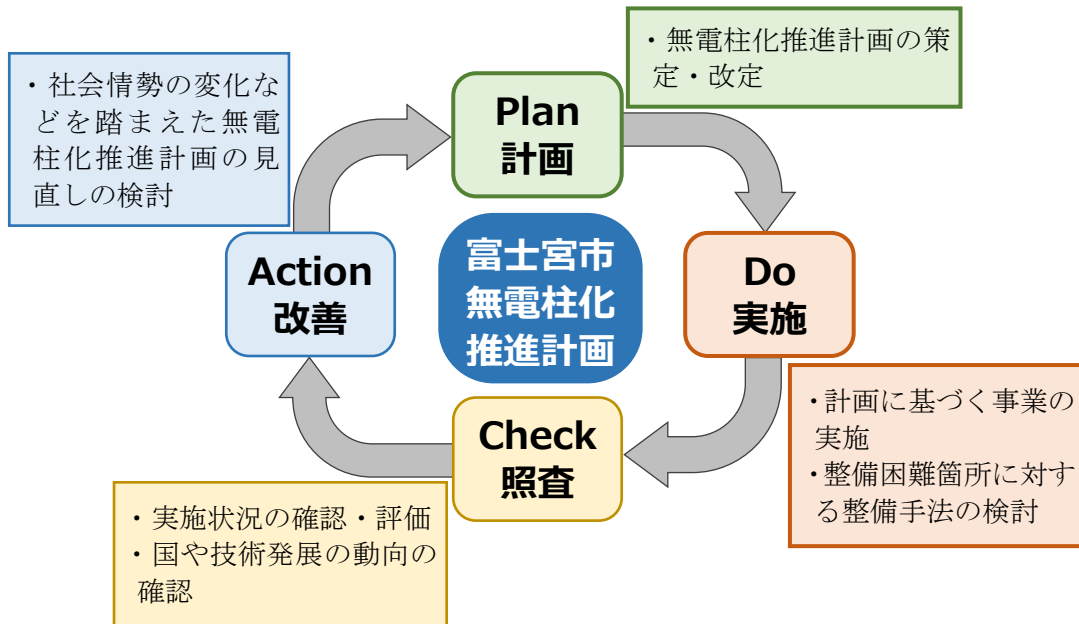 ・無電柱化推進計画の策
定・改定
・社会情勢の変化な
どを踏まえた無電
柱化推進計画の見
直しの検討
Plan
計画
富士宮市
無電柱化
推進計画
Action
改善
Do
実施
・計画に基づく事業の
実施
・整備困難箇所に対す
る整備手法の検討
Check
照査
・実施状況の確認・評価
・国や技術発展の動向の
確認